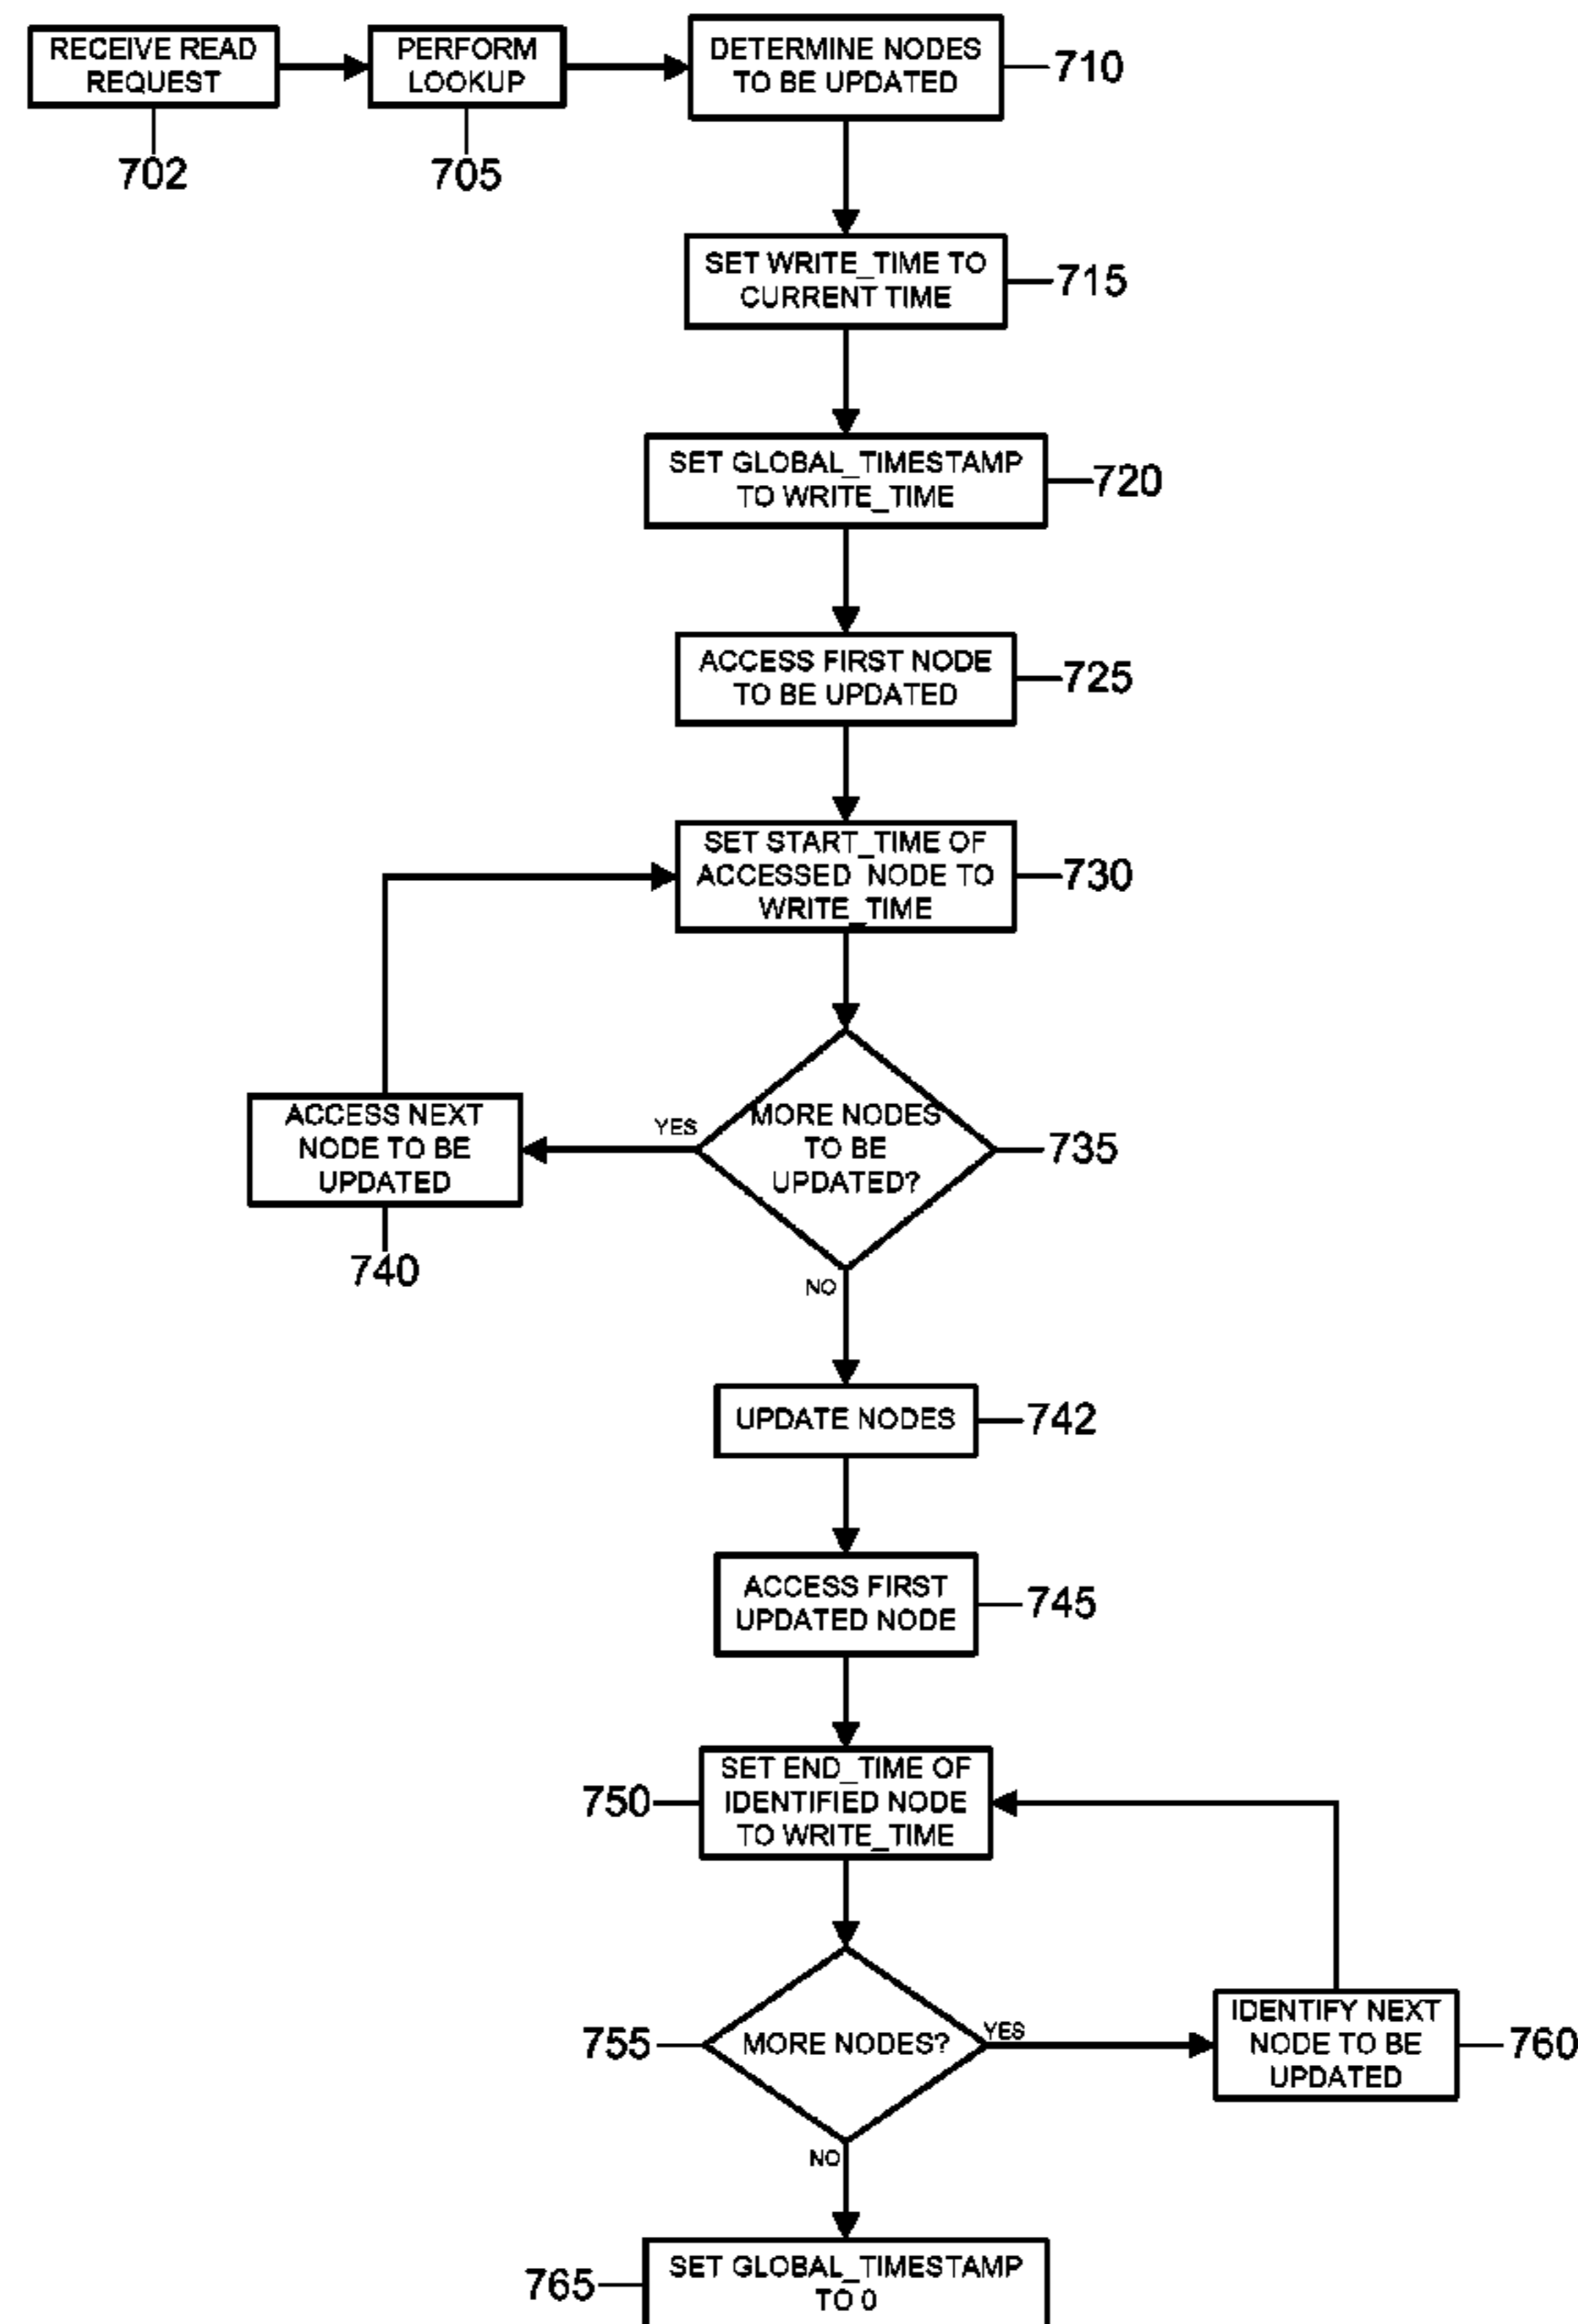 RECEIVE READ
REQUEST
702
PERFORM
LOOKUP
705
DETERMINE NODES
TO BE UPDATED
710
SET WRITE_TIME TO
CURRENT TIME
715
SET GLOBAL_TIMESTAMP
TO WRITE_TIME
720
ACCESS FIRST NODE
TO BE UPDATED
725
SET START_TIME OF
ACCESSED NODE TO
WRITE_TIME
730
MORE NODES
TO BE
UPDATED?
735
YES
ACCESS NEXT
NODE TO BE
UPDATED
740
NO
UPDATE NODES
742
ACCESS FIRST
UPDATED NODE
745
SET END_TIME OF
IDENTIFIED NODE
TO WRITE_TIME
750
MORE NODES?
755
YES
IDENTIFY NEXT
NODE TO BE
UPDATED
760
NO
SET GLOBAL_TIMESTAMP
TO 0
765